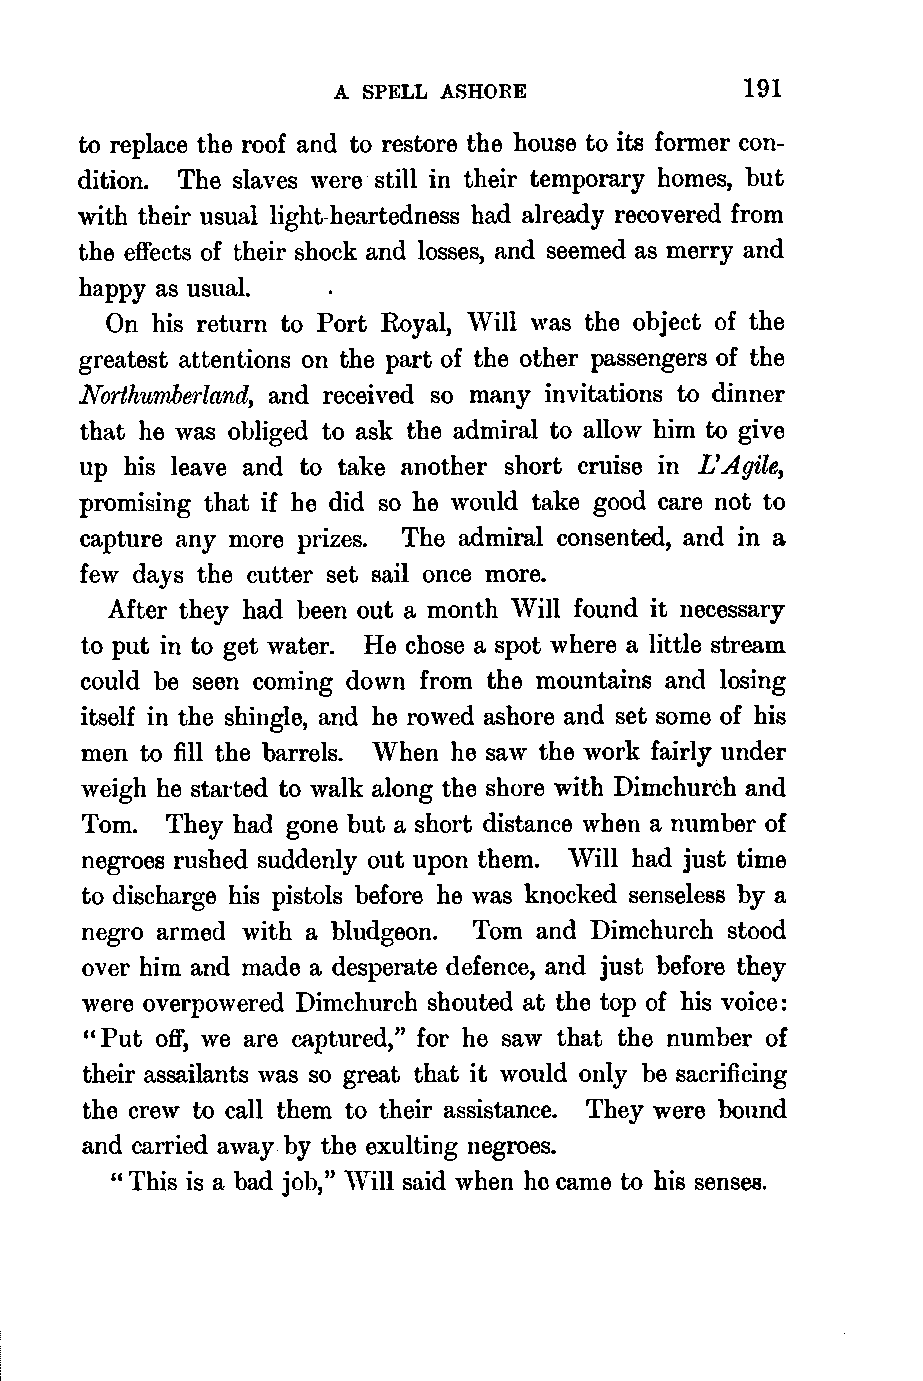 A SPELL ASHORE 191
to replace the roof and to restore the house to its former con-
dition. The slaves were still in their temporary homes, but
with their usual light-heartedness had already recovered from
the effects of their shock and losses, and seemed as merry and
happy as usual.
On his return to Port Royal, Will was the object of the
greatest attentions on the part of the other passengers of the
Northumberland, and received so many invitations to dinner
that he was obliged to ask the admiral to allow him to give
up his leave and to take another short cruise in L'Agile,
promising that if he did so he would take good care not to
capture any more prizes. The admiral consented, and in a
few days the cutter set sail once more.
After they had been out a month Will found it necessary
to put in to get water. He chose a spot where a little stream
could be seen coming down from the mountains and losing
itself in the shingle, and he rowed ashore and set some of his
men to fill the barrels. When he saw the work fairly under
weigh he started to walk along the shore with Dimchurch and
Tom. They had gone but a short distance when a number of
negroes rushed suddenly out upon them. Will had just time
to discharge his pistols before he was knocked senseless by a
negro armed with a bludgeon. Tom and Dimchurch stood
over him and made a desperate defence, and just before they
were overpowered Dimchurch shouted at the top of his voice:
"Put off, we are captured," for he saw that the number of
their assailants was so great that it would only be sacrificing
the crew to call them to their assistance. They were bound
and carried away by the exulting negroes.
"This is a bad job," Will said when he came to his senses.